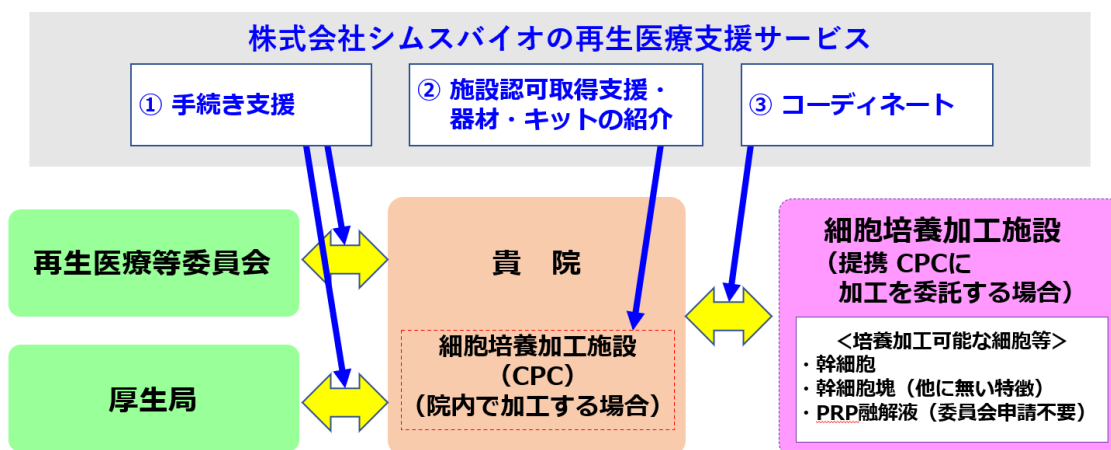 株式会社シムスバイオの再生医療支援サービス
① 手続き支援
② 施設認可取得支援・
器材・キットの紹介
③ コーディネート
再生医療等委員会
厚生局
貴　院
細胞培養加工施設
（CPC）
（院内で加工する場合）
細胞培養加工施設
（提携 CPCに
加工を委託する場合）
＜培養加工可能な細胞等＞
・幹細胞
・幹細胞塊（他に無い特徴）
・PRP融解液（委員会申請不要）